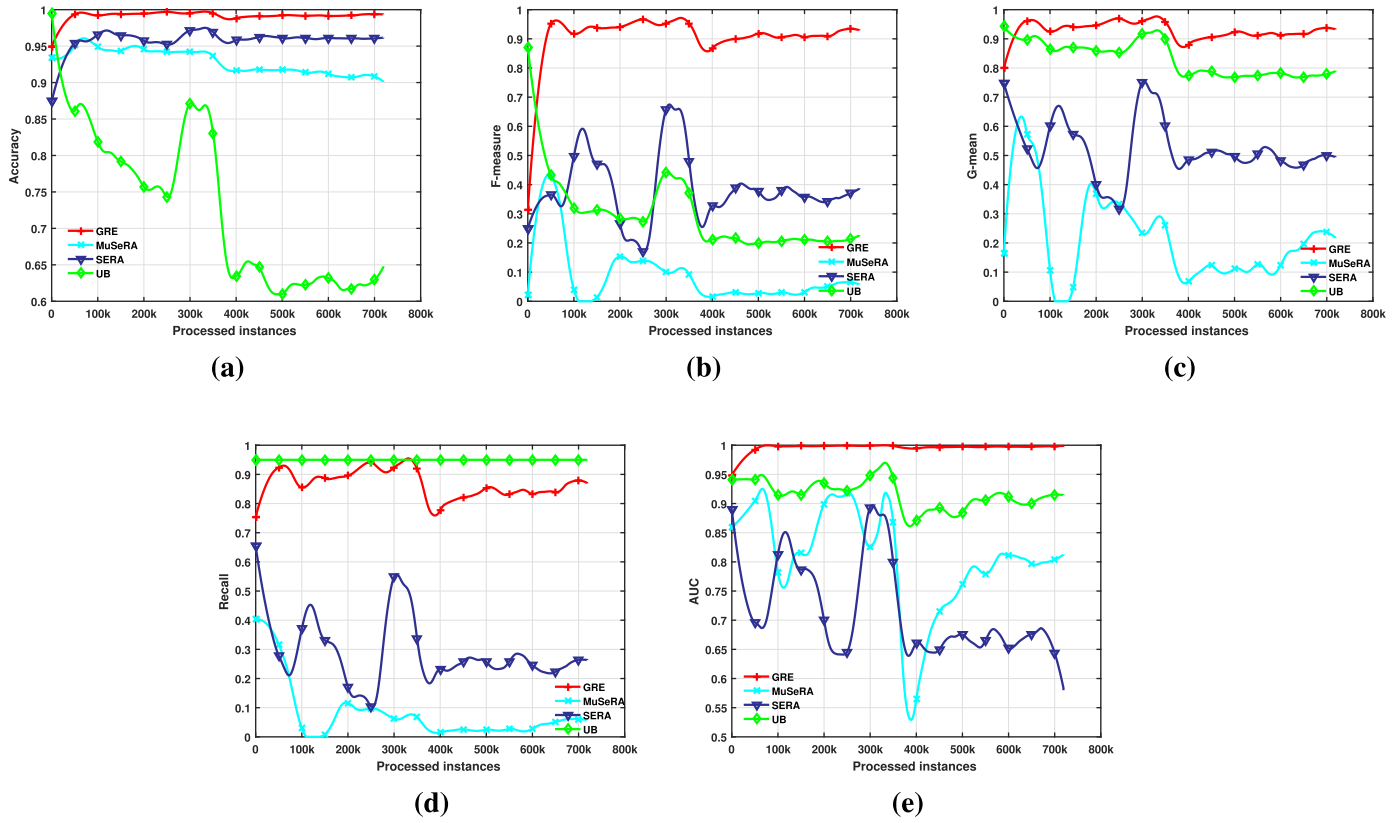 1
0.95
0.9
0.85
0.8
0.75
0.7
0.65
0.6
Accuracy
GRE
MuSeRA
SERA
UB
0 100k 200k 300k 400k 500k 600k 700k 800k
Processed instances
(a)
1
0.9
0.8
0.7
0.6
0.5
0.4
0.3
0.2
0.1
0
F-measure
GRE
MuSeRA
SERA
UB
0 100k 200k 300k 400k 500k 600k 700k 800k
Processed instances
(b)
1
0.9
0.8
0.7
0.6
0.5
0.4
0.3
0.2
0.1
0
G-mean
GRE
MuSeRA
SERA
UB
0 100k 200k 300k 400k 500k 600k 700k 800k
Processed instances
(c)
1
0.9
0.8
0.7
0.6
0.5
0.4
0.3
0.2
0.1
0
Recall
GRE
MuSeRA
SERA
UB
0 100k 200k 300k 400k 500k 600k 700k 800k
Processed instances
(d)
1
0.95
0.9
0.85
0.8
0.75
0.7
0.65
0.6
0.55
0.5
AUC
GRE
MuSeRA
SERA
UB
0 100k 200k 300k 400k 500k 600k 700k 800k
Processed instances
(e)